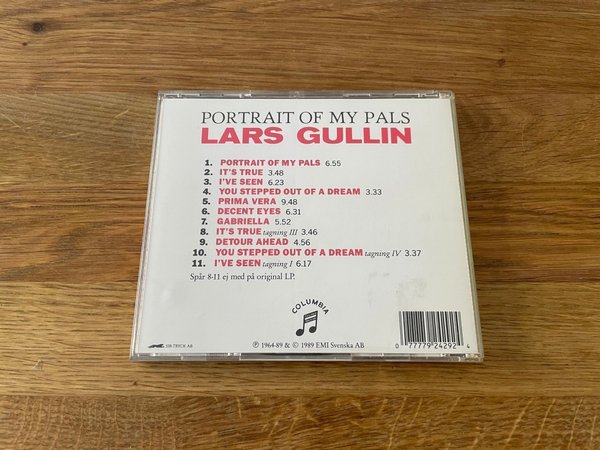 PORTRAIT OF MY PALS
LARS GULLIN
1. PORTRAIT OF MY PALS 6.55
2. IT'S TRUE 3.48
3. I'VE SEEN 6.23
4. YOU STEPPED OUT OF A DREAM 3.33
5. PRIMA VERA 9.48
6. DECENT EYES 6.31
7. GABRIELLA 5.52
8. IT'S TRUE tagning III 3.46
9. DETOUR AHEAD 4.56
10. YOU STEPPED OUT OF A DREAM tagning IV 3.37
11. I'VE SEEN tagning I 6.17
Spår 8-11 ej med på original LP.
COLUMBIA
SIB-TRYCK AB
℗ 1964-89 & © 1989 EMI Svenska AB
0 77779 24292 4